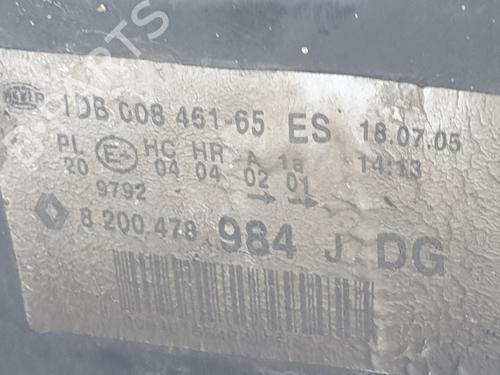 HELLA 1DB 008 461-65 ES 18.07.05
PL E HC HR A 1a 14:13
20 04 04 02 01
9792
8 200 478 984 J DG